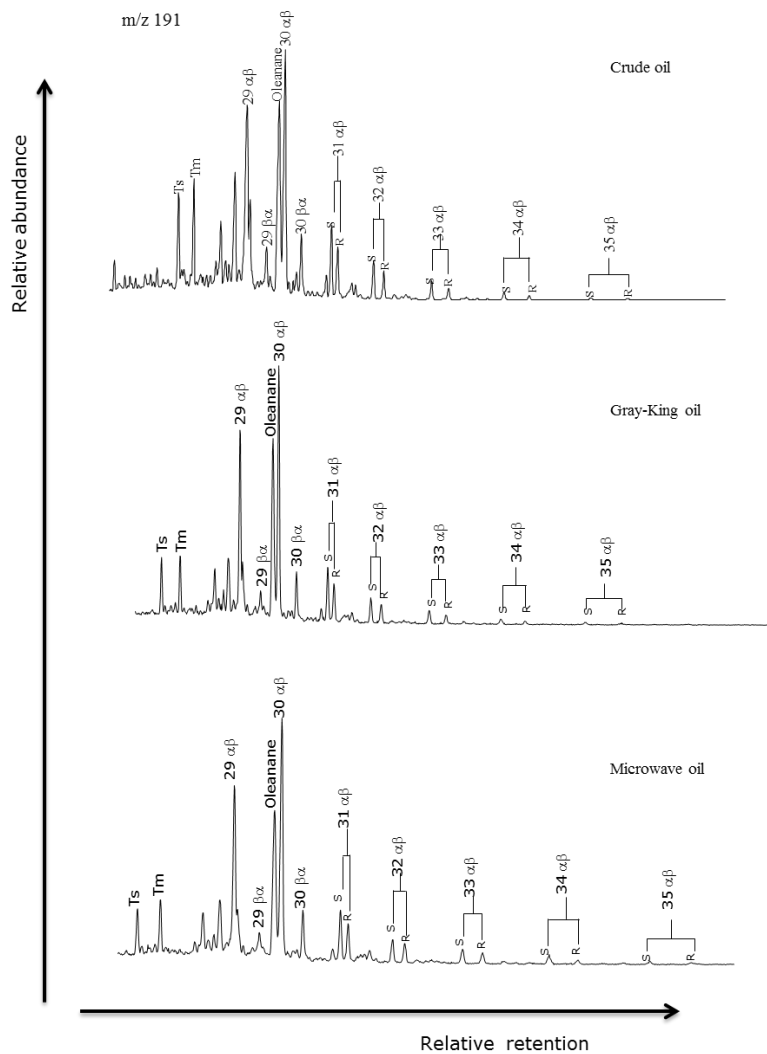 m/z 191
Crude oil
Ts
Tm
29 αβ
29 βα
Oleanane
30 αβ
30 βα
31 αβ
S
R
32 αβ
S
R
33 αβ
S
R
34 αβ
S
R
35 αβ
S
R
Gray-King oil
Ts
Tm
29 αβ
29 βα
Oleanane
30 αβ
30 βα
31 αβ
S
R
32 αβ
S
R
33 αβ
S
R
34 αβ
S
R
35 αβ
S
R
Microwave oil
Ts
Tm
29 αβ
29 βα
Oleanane
30 αβ
30 βα
31 αβ
S
R
32 αβ
S
R
33 αβ
S
R
34 αβ
S
R
35 αβ
S
R
Relative abundance
Relative retention